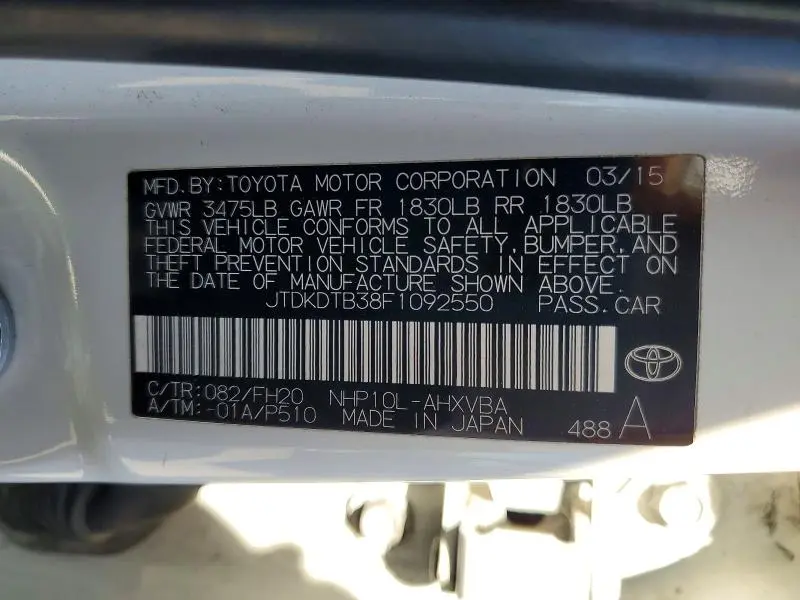 MFD.BY:TOYOTA MOTOR CORPORATION 03/15
GVWR 3475LB GAWR FR 1830LB RR 1830LB
THIS VEHICLE CONFORMS TO ALL APPLICABLE
FEDERAL MOTOR VEHICLE SAFETY,BUMPER,AND
THEFT PREVENTION STANDARDS IN EFFECT ON
THE DATE OF MANUFACTURE SHOWN ABOVE.
JTDKDTB38F1092550 PASS.CAR
C/TR:082/FH20 NHP10L-AHXVBA
A/TM:-01A/P510 MADE IN JAPAN 488 A